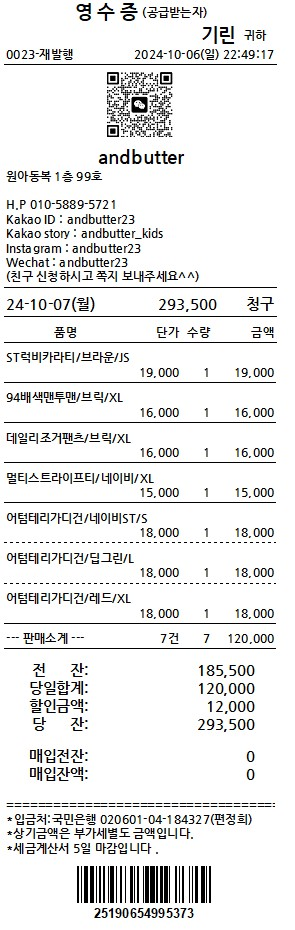 영수증 (공급받는자)
기린 귀하
0023-재발행 2024-10-06(일) 22:49:17
andbutter
원아동복 1층 99호
H.P 010-5889-5721
Kakao ID : andbutter23
Kakao story : andbutter_kids
Instagram : andbutter23
Wechat : andbutter23
(친구 신청하시고 쪽지 보내주세요^^)
24-10-07(월) 293,500 청구
품명 단가 수량 금액
ST럭비카라티/브라운/JS
19,000 1 19,000
94배색맨투맨/브릭/XL
16,000 1 16,000
데일리조거팬츠/브릭/XL
16,000 1 16,000
멀티스트라이프티/네이비/XL
15,000 1 15,000
어텀테리가디건/네이비ST/S
18,000 1 18,000
어텀테리가디건/딥그린/L
18,000 1 18,000
어텀테리가디건/레드/XL
18,000 1 18,000
--- 판매소계 --- 7건 7 120,000
전 잔: 185,500
당일합계: 120,000
할인금액: 12,000
당 잔: 293,500
매입전잔: 0
매입잔액: 0
==========================================
*입금처:국민은행 020601-04-184327(편정희)
*상기금액은 부가세별도 금액입니다.
*세금계산서 5일 마감입니다 .
25190654995373